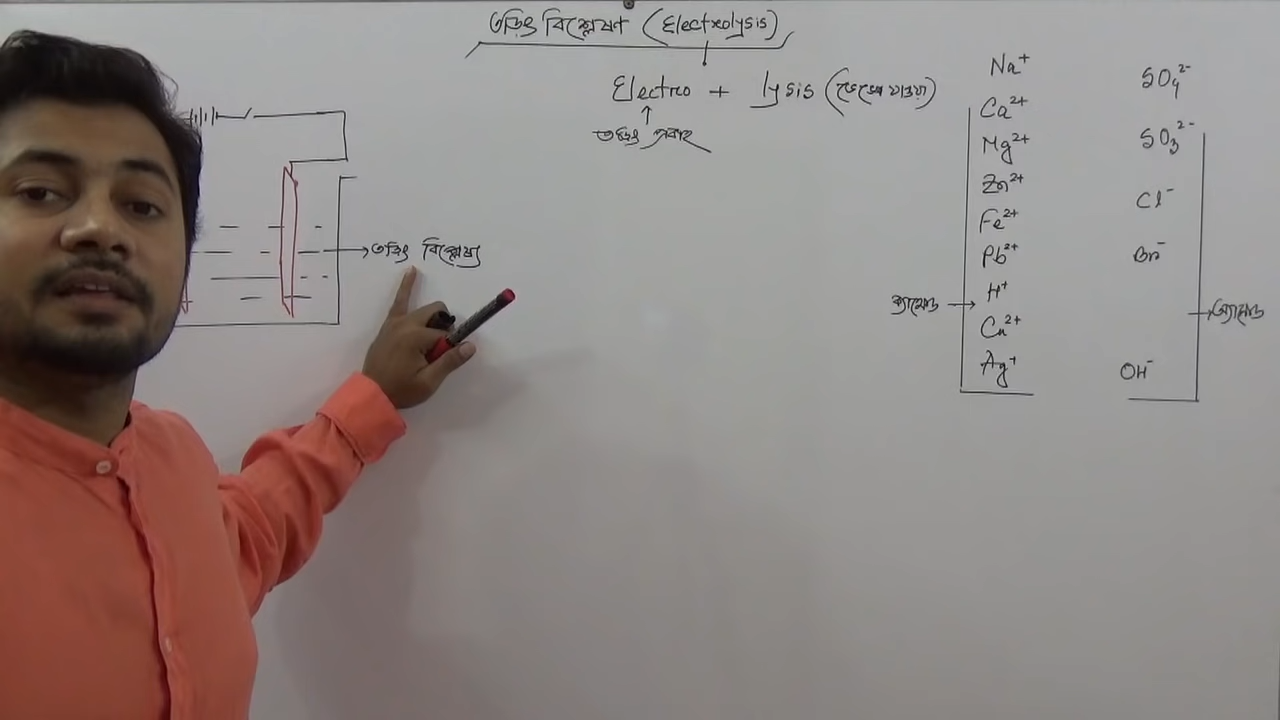 তড়িৎ বিশ্লেষণ (Electrolysis)
Electro + lysis (ভেঙ্গে যাওয়া)
তড়িৎ প্রবাহ
তড়িৎ বিশ্লেষ্য
Na⁺
Ca²⁺
Mg²⁺
Zn²⁺
Fe²⁺
Pb²⁺
H⁺
Cu²⁺
Ag⁺
ক্যাথোড
SO₄²⁻
SO₃²⁻
Cl⁻
Br⁻
OH⁻
অ্যানোড